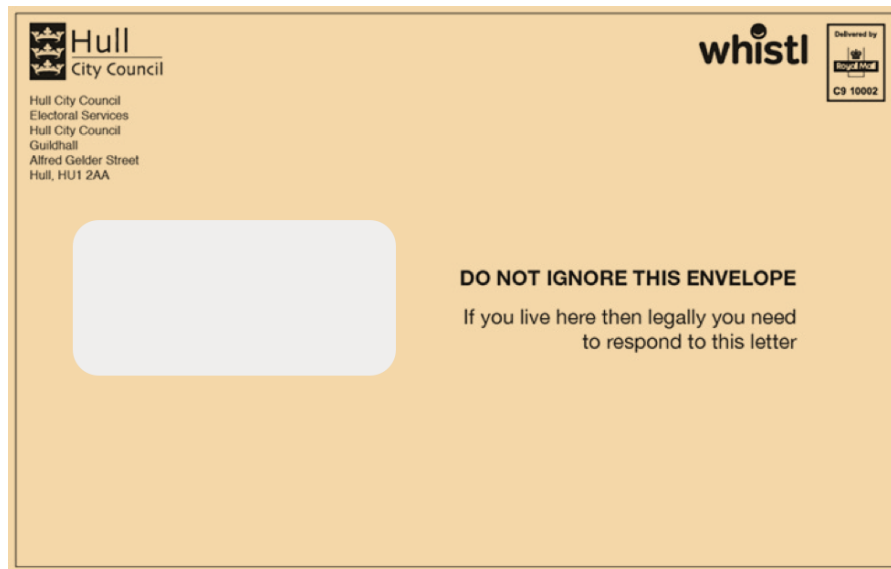 Hull
City Council
Hull City Council
Electoral Services
Hull City Council
Guildhall
Alfred Gelder Street
Hull, HU1 2AA
whistl
Delivered by
Royal Mail
C9 10002
DO NOT IGNORE THIS ENVELOPE
If you live here then legally you need
to respond to this letter